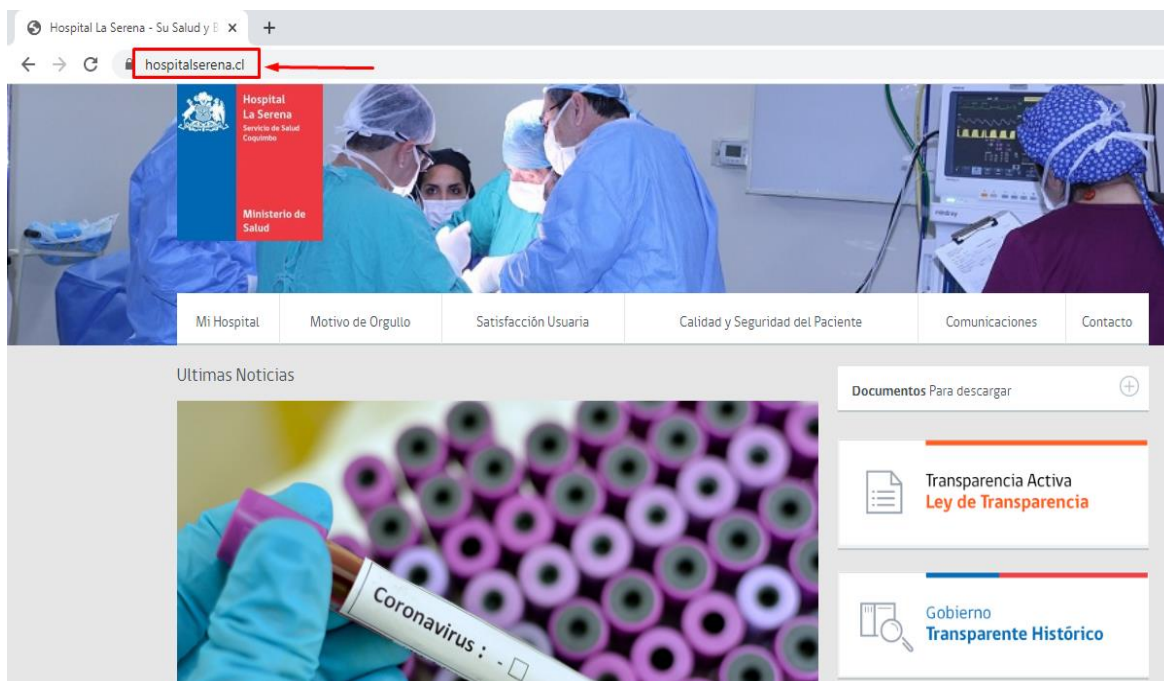 Hospital La Serena - Su Salud y B
hospitalserena.cl
Hospital
La Serena
Servicio de Salud
Coquimbo
Ministerio de
Salud
Mi Hospital Motivo de Orgullo Satisfacción Usuaria Calidad y Seguridad del Paciente Comunicaciones Contacto
Ultimas Noticias
Documentos Para descargar
Transparencia Activa
Ley de Transparencia
Coronavirus : -
Gobierno
Transparente Histórico